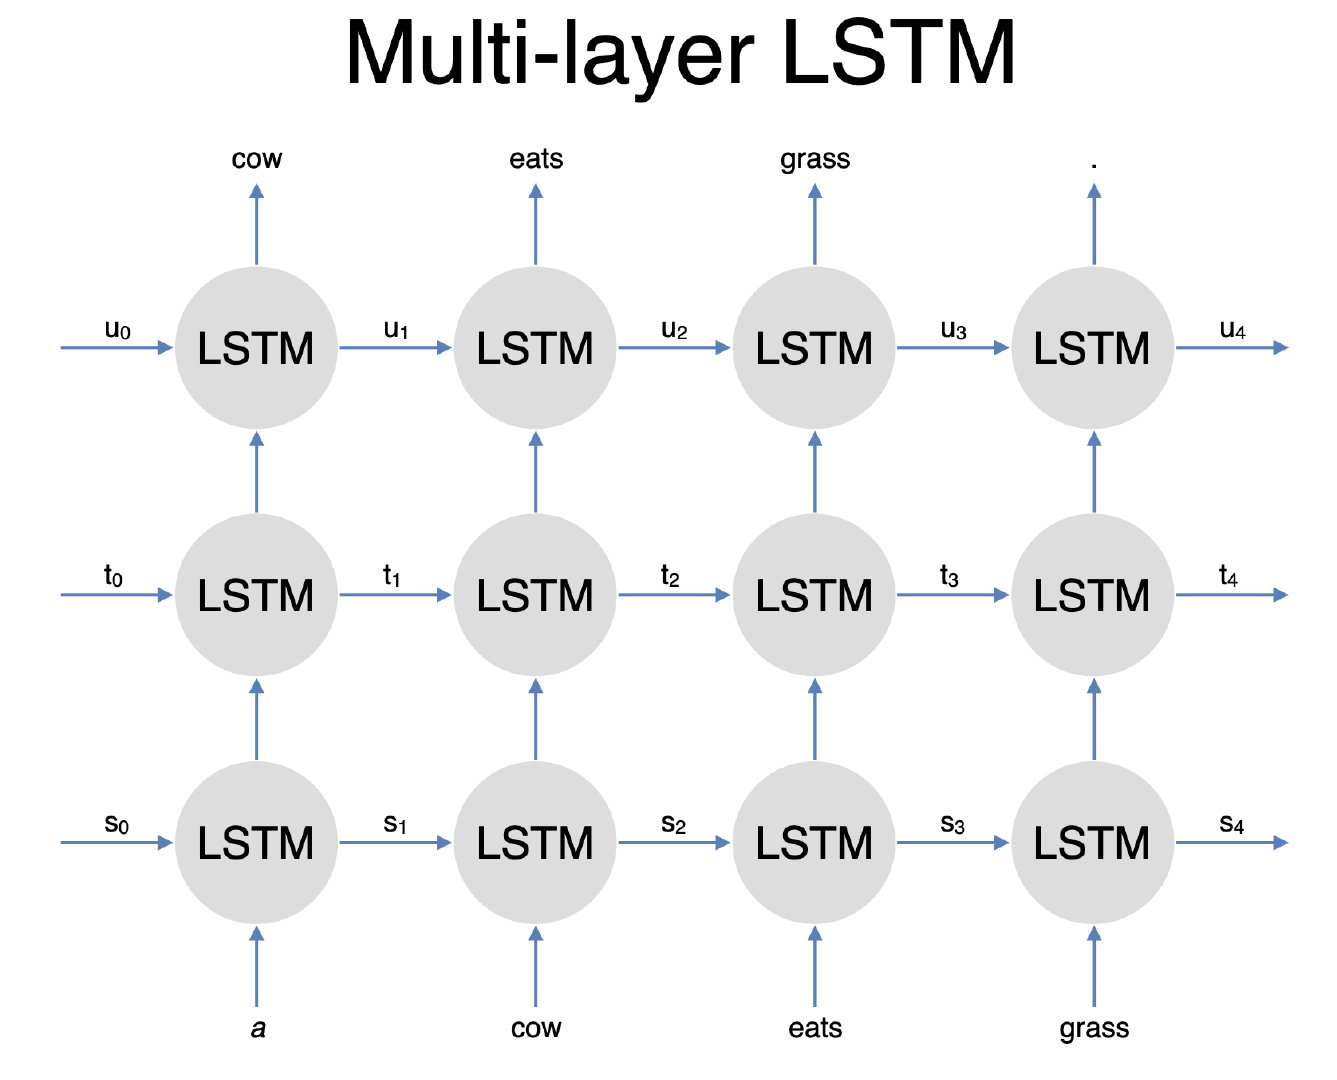 Multi-layer LSTM
cow eats grass .
u₀ u₁ u₂ u₃ u₄
LSTM LSTM LSTM LSTM
t₀ t₁ t₂ t₃ t₄
LSTM LSTM LSTM LSTM
s₀ s₁ s₂ s₃ s₄
LSTM LSTM LSTM LSTM
a cow eats grass